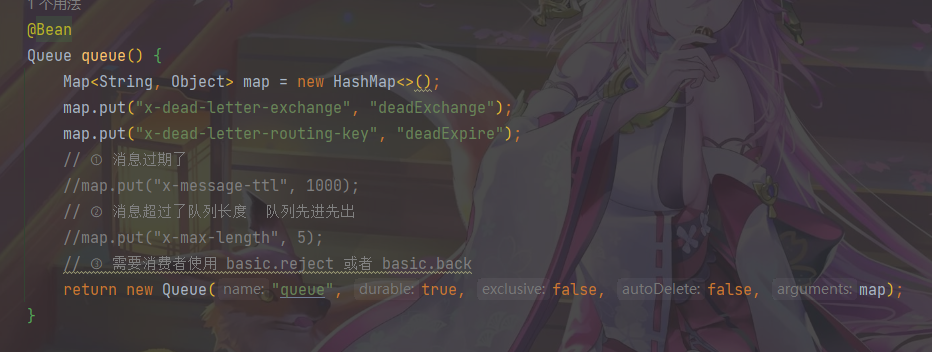 1 个用法
@Bean
Queue queue() {
Map<String, Object> map = new HashMap<>();
map.put("x-dead-letter-exchange", "deadExchange");
map.put("x-dead-letter-routing-key", "deadExpire");
// ① 消息过期了
//map.put("x-message-ttl", 1000);
// ② 消息超过了队列长度  队列先进先出
//map.put("x-max-length", 5);
// ③ 需要消费者使用 basic.reject 或者 basic.back
return new Queue( name: "queue", durable: true, exclusive: false, autoDelete: false, arguments: map);
}